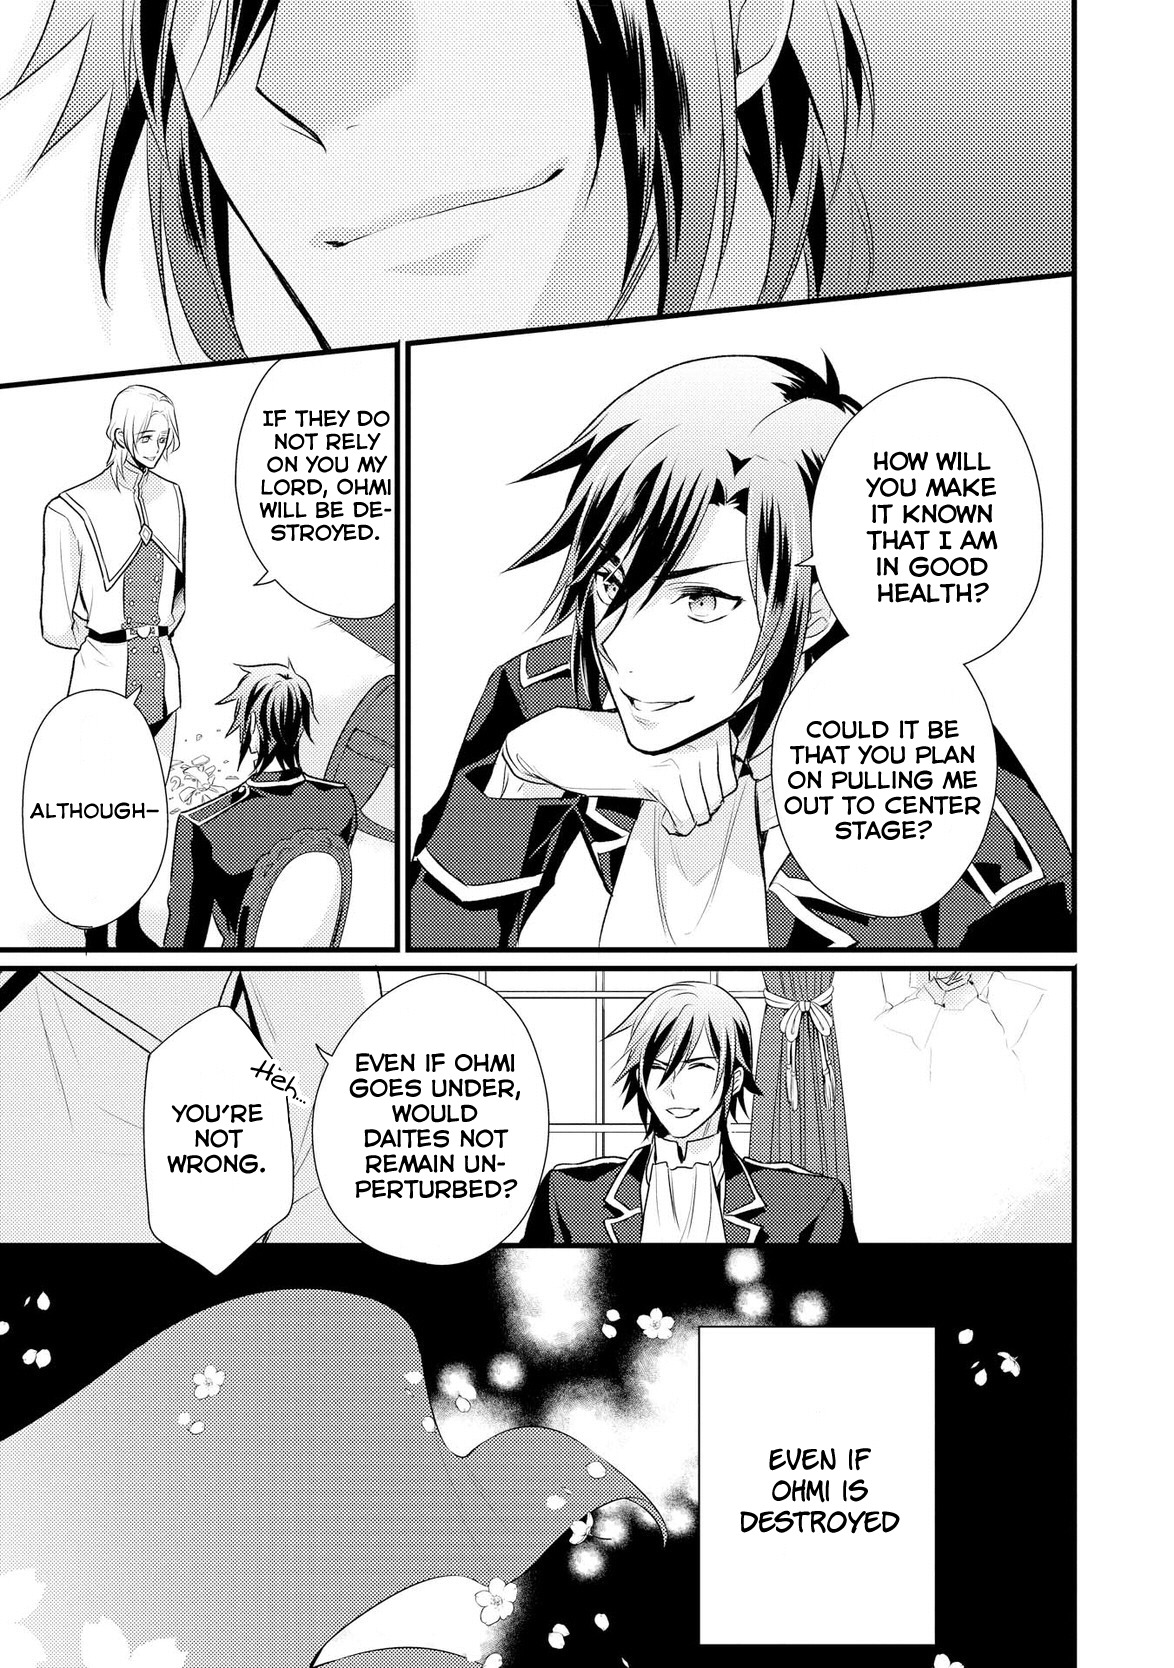 HOW WILL
YOU MAKE
IT KNOWN
THAT I AM
IN GOOD
HEALTH?
COULD IT BE
THAT YOU PLAN
ON PULLING ME
OUT TO CENTER
STAGE?
IF THEY DO
NOT RELY
ON YOU MY
LORD, OHMI
WILL BE DE-
STROYED.
ALTHOUGH-
EVEN IF OHMI
GOES UNDER,
WOULD
DAITES NOT
REMAIN UN-
PERTURBED?
Heh...
YOU'RE
NOT
WRONG.
EVEN IF
OHMI IS
DESTROYED